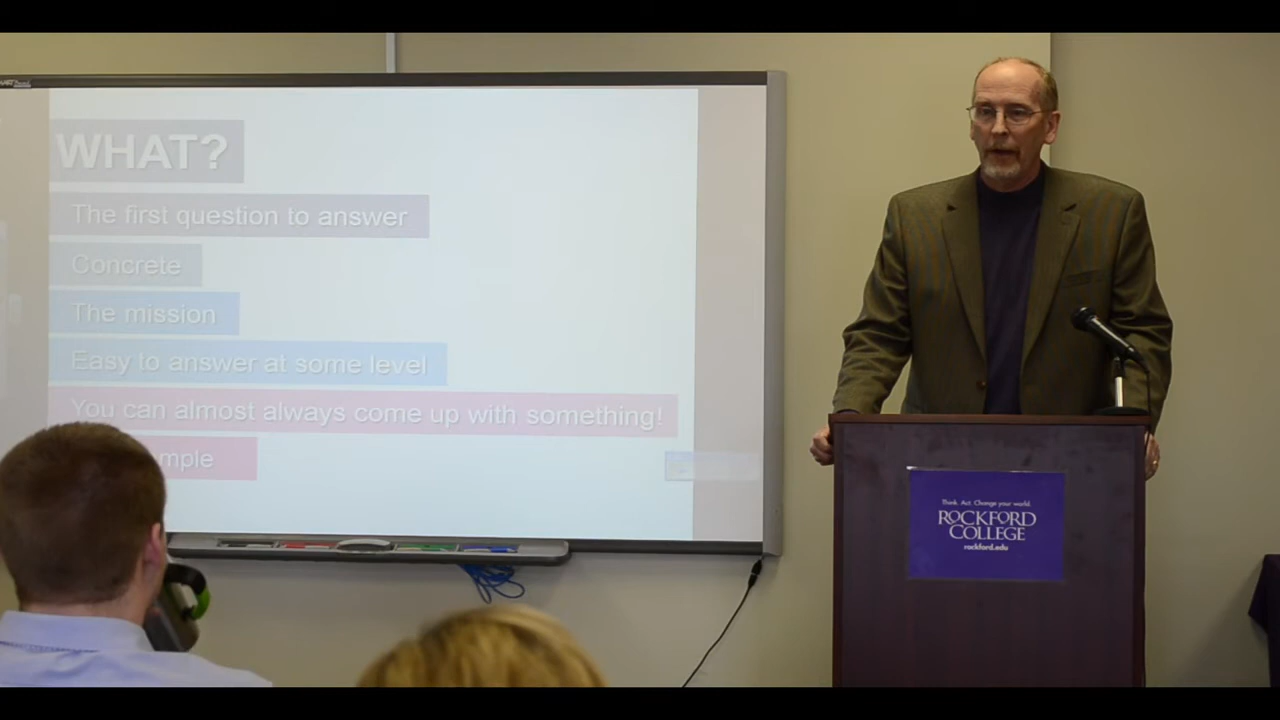 WHAT?
The first question to answer
Concrete
The mission
Easy to answer at some level
You can almost always come up with something!
mple
Think. Act. Change your world.
ROCKFORD
COLLEGE
rockford.edu